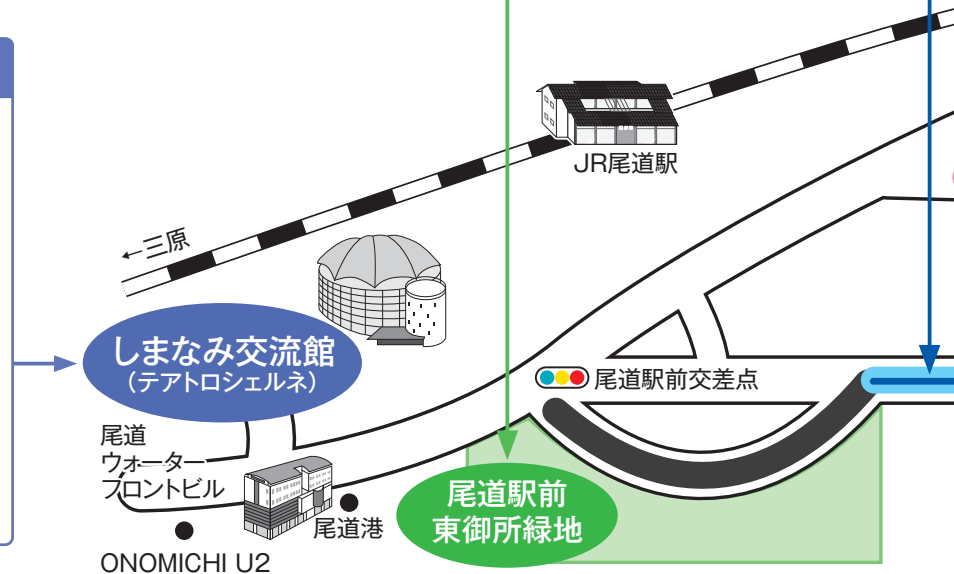 JR尾道駅
←三原
しまなみ交流館
（テアトロシェルネ）
尾道駅前交差点
尾道
ウォーター
フロントビル
尾道港
尾道駅前
東御所緑地
ONOMICHI U2